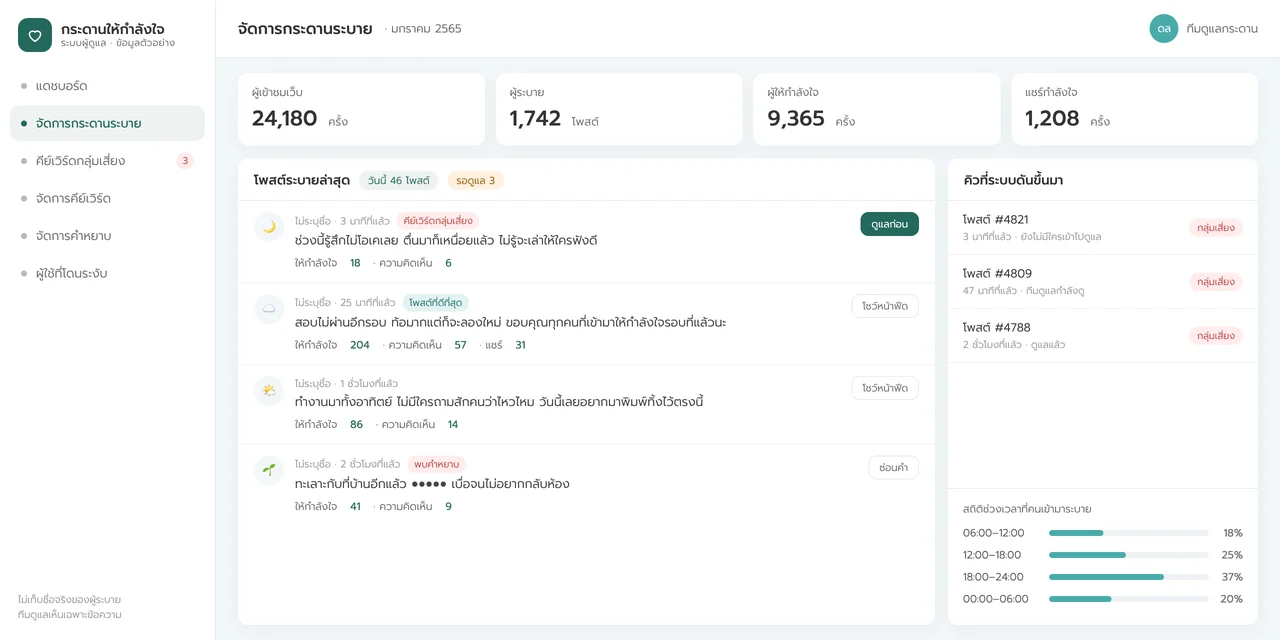 กระดานให้กำลังใจ
ระบบผู้ดูแล · ข้อมูลตัวอย่าง
แดชบอร์ด
จัดการกระดานระบาย
คีย์เวิร์ดกลุ่มเสี่ยง 3
จัดการคีย์เวิร์ด
จัดการคำหยาบ
ผู้ใช้ที่โดนระงับ
ไม่เก็บชื่อจริงของผู้ระบาย
ทีมดูแลเห็นเฉพาะข้อความ
จัดการกระดานระบาย · มกราคม 2565
ดล ทีมดูแลกระดาน
ผู้เข้าชมเว็บ
24,180 ครั้ง
ผู้ระบาย
1,742 โพสต์
ผู้ให้กำลังใจ
9,365 ครั้ง
แชร์กำลังใจ
1,208 ครั้ง
โพสต์ระบายล่าสุด วันนี้ 46 โพสต์ รอดูแล 3
ไม่ระบุชื่อ · 3 นาทีที่แล้ว คีย์เวิร์ดกลุ่มเสี่ยง
ช่วงนี้รู้สึกไม่โอเคเลย ตื่นมาก็เหนื่อยแล้ว ไม่รู้จะเล่าให้ใครฟังดี
ให้กำลังใจ 18 · ความคิดเห็น 6
ดูแลก่อน
ไม่ระบุชื่อ · 25 นาทีที่แล้ว โพสต์ที่ดีที่สุด
สอบไม่ผ่านอีกรอบ ท้อมากแต่ก็จะลองใหม่ ขอบคุณทุกคนที่เข้ามาให้กำลังใจรอบที่แล้วนะ
ให้กำลังใจ 204 · ความคิดเห็น 57 · แชร์ 31
โชว์หน้าฟีด
ไม่ระบุชื่อ · 1 ชั่วโมงที่แล้ว
ทำงานมาทั้งอาทิตย์ ไม่มีใครถามสักคนว่าไหวไหม วันนี้เลยอยากมาพิมพ์ทิ้งไว้ตรงนี้
ให้กำลังใจ 86 · ความคิดเห็น 14
โชว์หน้าฟีด
ไม่ระบุชื่อ · 2 ชั่วโมงที่แล้ว พบคำหยาบ
ทะเลาะกับที่บ้านอีกแล้ว ●●●●● เบื่อจนไม่อยากกลับห้อง
ให้กำลังใจ 41 · ความคิดเห็น 9
ซ่อนคำ
คิวที่ระบบดันขึ้นมา
โพสต์ #4821
3 นาทีที่แล้ว · ยังไม่มีใครเข้าไปดูแล
กลุ่มเสี่ยง
โพสต์ #4809
47 นาทีที่แล้ว · ทีมดูแลกำลังดู
กลุ่มเสี่ยง
โพสต์ #4788
2 ชั่วโมงที่แล้ว · ดูแลแล้ว
กลุ่มเสี่ยง
สถิติช่วงเวลาที่คนเข้ามาระบาย
06:00–12:00 18%
12:00–18:00 25%
18:00–24:00 37%
00:00–06:00 20%